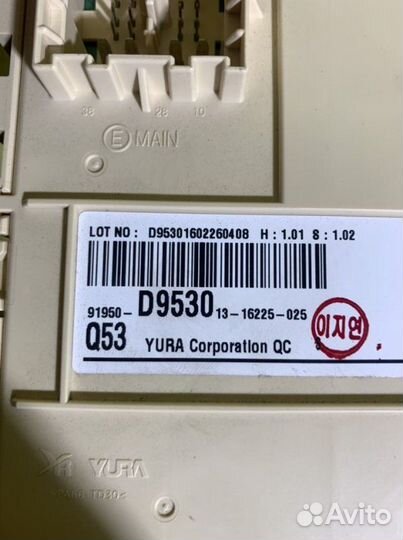 38 28 19
E MAIN
LOT NO : D95301602260408 H : 1.01 S : 1.02
91950- D9530 13-16225-025
Q53 YURA Corporation QC
이지연
YURA
Avito